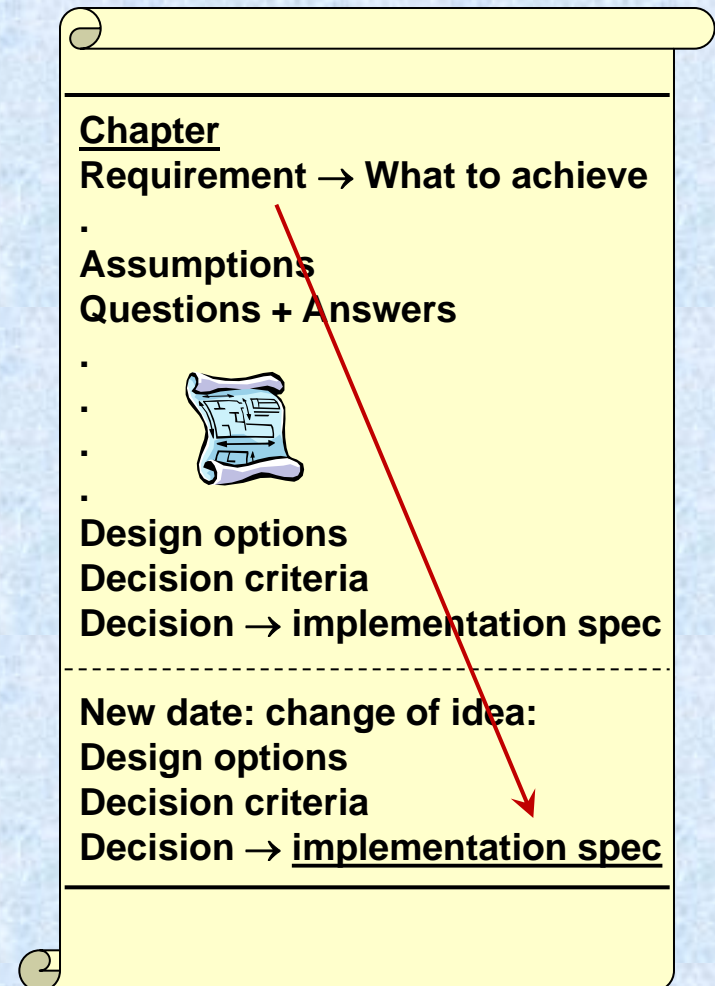 Chapter
Requirement → What to achieve
.
Assumptions
Questions + Answers
.
.
.
.
Design options
Decision criteria
Decision → implementation spec
New date: change of idea:
Design options
Decision criteria
Decision → implementation spec